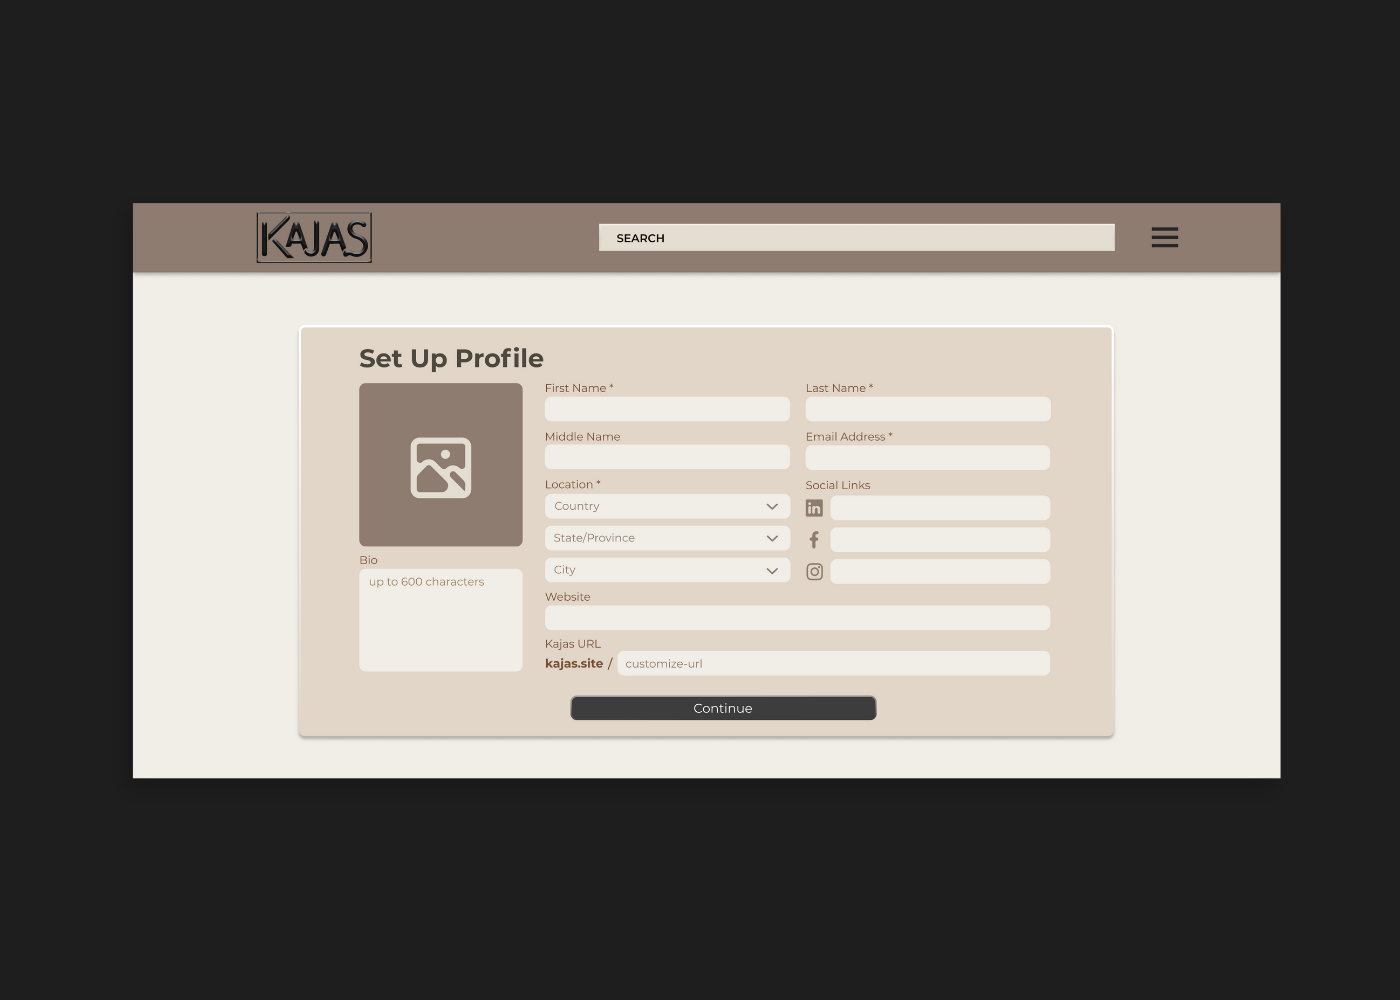 KAJAS
SEARCH
Set Up Profile
First Name *
Last Name *
Middle Name
Email Address *
Location *
Social Links
Country
in
State/Province
City
Bio
up to 600 characters
Website
Kajas URL
kajas.site / customize-url
Continue